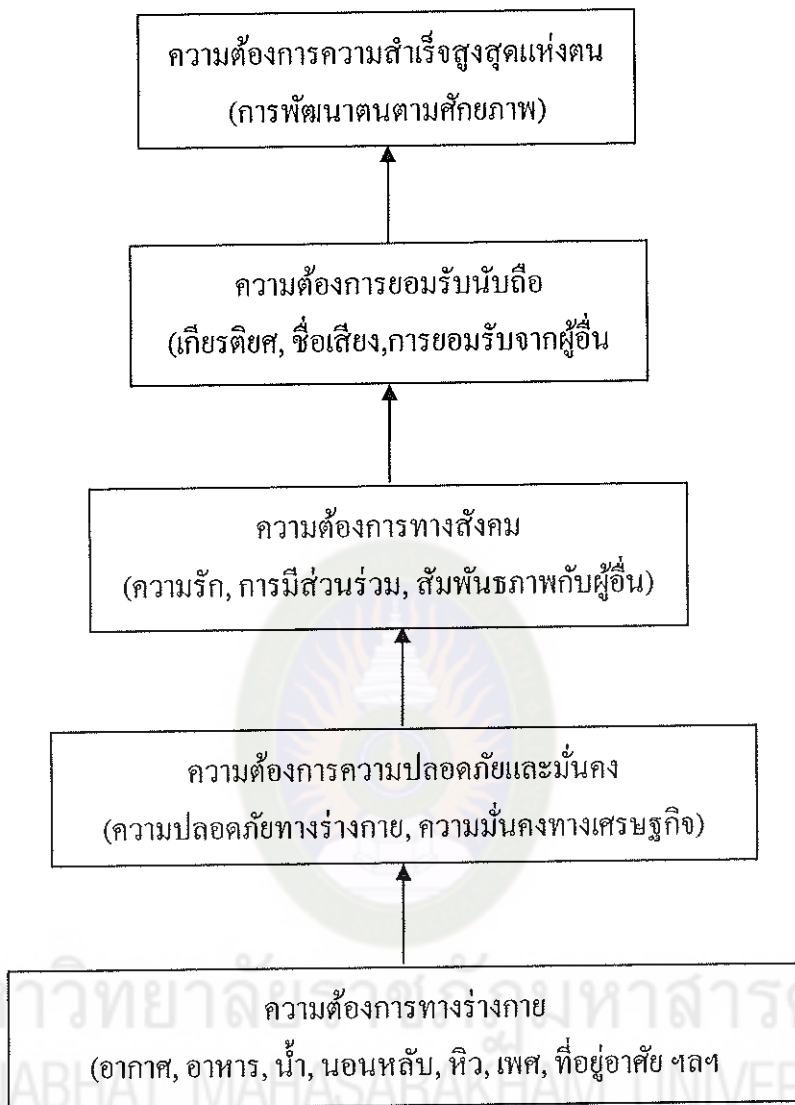 ความต้องการความสำเร็จสูงสุดแห่งตน
(การพัฒนาตนตามศักยภาพ)
ความต้องการยอมรับนับถือ
(เกียรติยศ, ชื่อเสียง,การยอมรับจากผู้อื่น
ความต้องการทางสังคม
(ความรัก, การมีส่วนร่วม, สัมพันธภาพกับผู้อื่น)
ความต้องการความปลอดภัยและมั่นคง
(ความปลอดภัยทางร่างกาย, ความมั่นคงทางเศรษฐกิจ)
ความต้องการทางร่างกาย
(อากาศ, อาหาร, น้ำ, นอนหลับ, หิว, เพศ, ที่อยู่อาศัย ฯลฯ